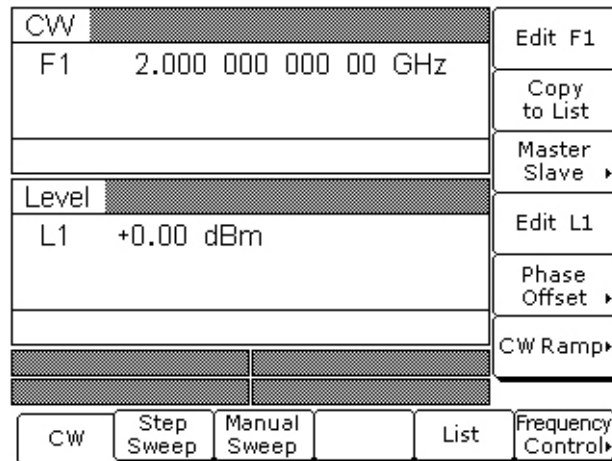 CW
F1 2.000 000 000 00 GHz
Level
L1 +0.00 dBm
Edit F1
Copy
to List
Master
Slave
Edit L1
Phase
Offset
CW Ramp
CW
Step
Sweep
Manual
Sweep
List
Frequency
Control